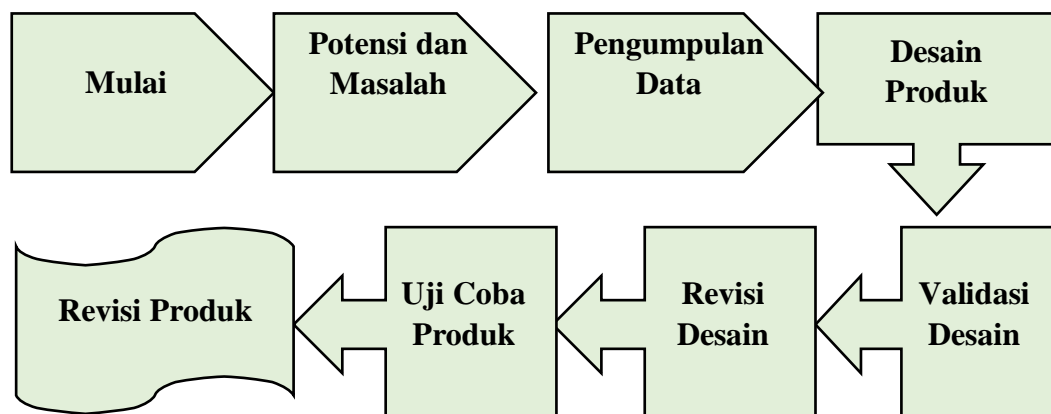 Mulai
Potensi dan
Masalah
Pengumpulan
Data
Desain
Produk
Validasi
Desain
Revisi
Desain
Uji Coba
Produk
Revisi Produk